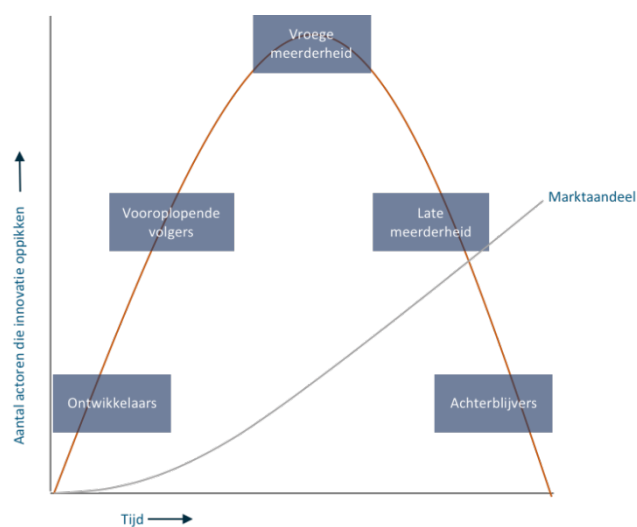 Vroege
meerderheid
Vooroplopende
volgers
Late
meerderheid
Marktaandeel
Ontwikkelaars
Achterblijvers
Aantal actoren die innovatie oppikken
Tijd